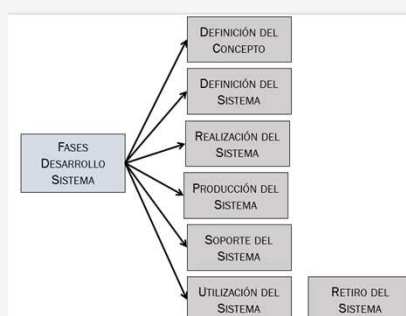 DEFINICIÓN DEL
CONCEPTO
DEFINICIÓN DEL
SISTEMA
FASES
DESARROLLO
SISTEMA
REALIZACIÓN DEL
SISTEMA
PRODUCCIÓN DEL
SISTEMA
SOPORTE DEL
SISTEMA
UTILIZACIÓN DEL
SISTEMA
RETIRO DEL
SISTEMA